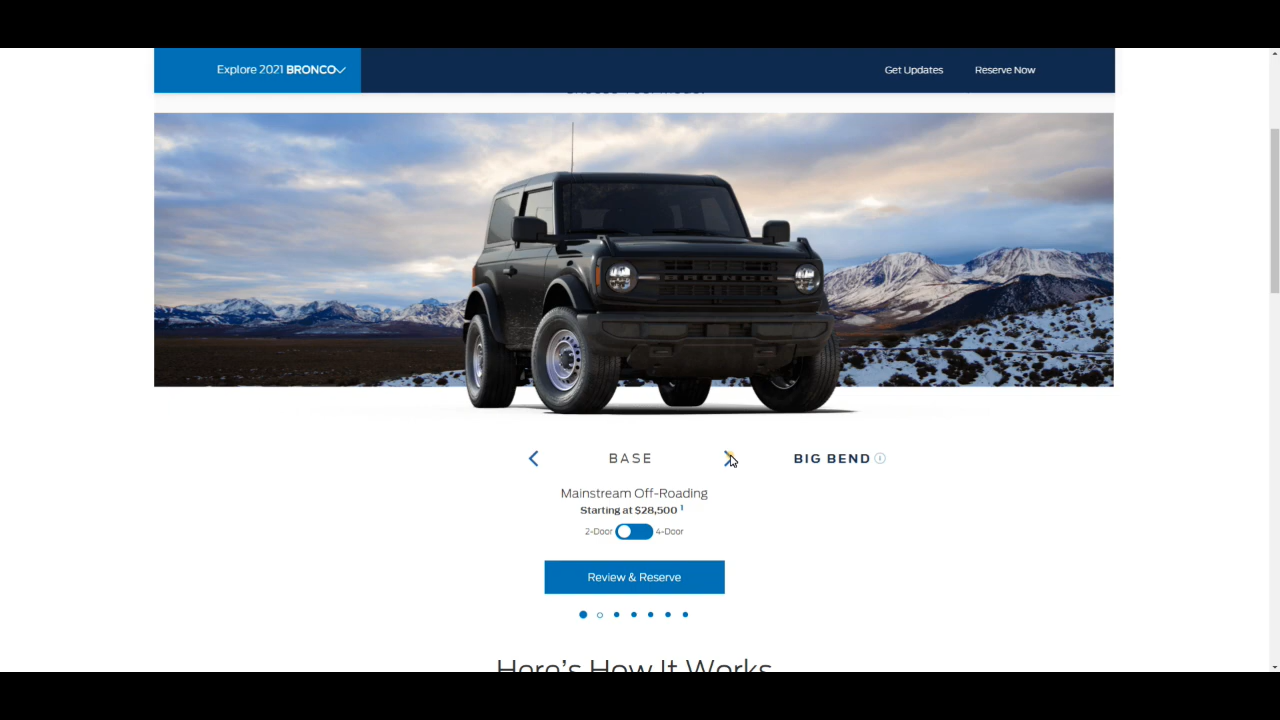 Explore 2021 BRONCO
Get Updates
Reserve Now
BRONCO
BASE
BIG BEND
Mainstream Off-Roading
Starting at $28,500 1
2-Door
4-Door
Review & Reserve
Here's How It Works